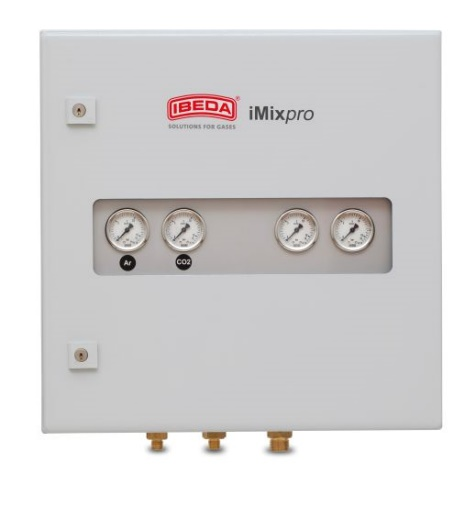 IBEDA®
SOLUTIONS FOR GASES
iMixpro
Ar
CO2